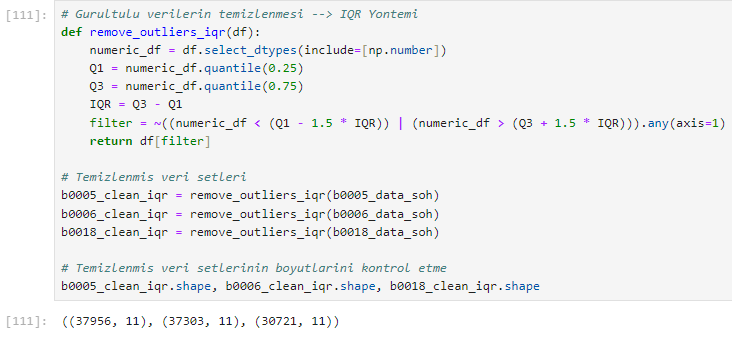 [111]: # Gurultulu verilerin temizlenmesi --> IQR Yontemi
def remove_outliers_iqr(df):
    numeric_df = df.select_dtypes(include=[np.number])
    Q1 = numeric_df.quantile(0.25)
    Q3 = numeric_df.quantile(0.75)
    IQR = Q3 - Q1
    filter = ~((numeric_df < (Q1 - 1.5 * IQR)) | (numeric_df > (Q3 + 1.5 * IQR))).any(axis=1)
    return df[filter]
# Temizlenmis veri setleri
b0005_clean_iqr = remove_outliers_iqr(b0005_data_soh)
b0006_clean_iqr = remove_outliers_iqr(b0006_data_soh)
b0018_clean_iqr = remove_outliers_iqr(b0018_data_soh)
# Temizlenmis veri setlerinin boyutlarini kontrol etme
b0005_clean_iqr.shape, b0006_clean_iqr.shape, b0018_clean_iqr.shape
[111]: ((37956, 11), (37303, 11), (30721, 11))